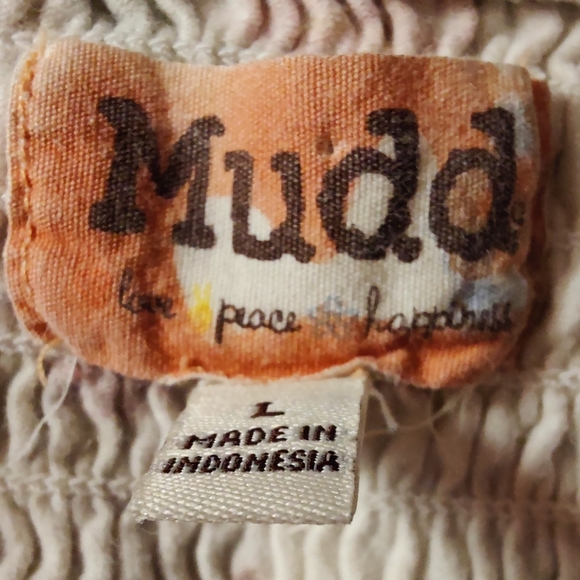 Mudd
love peace happiness
L
MADE IN
INDONESIA